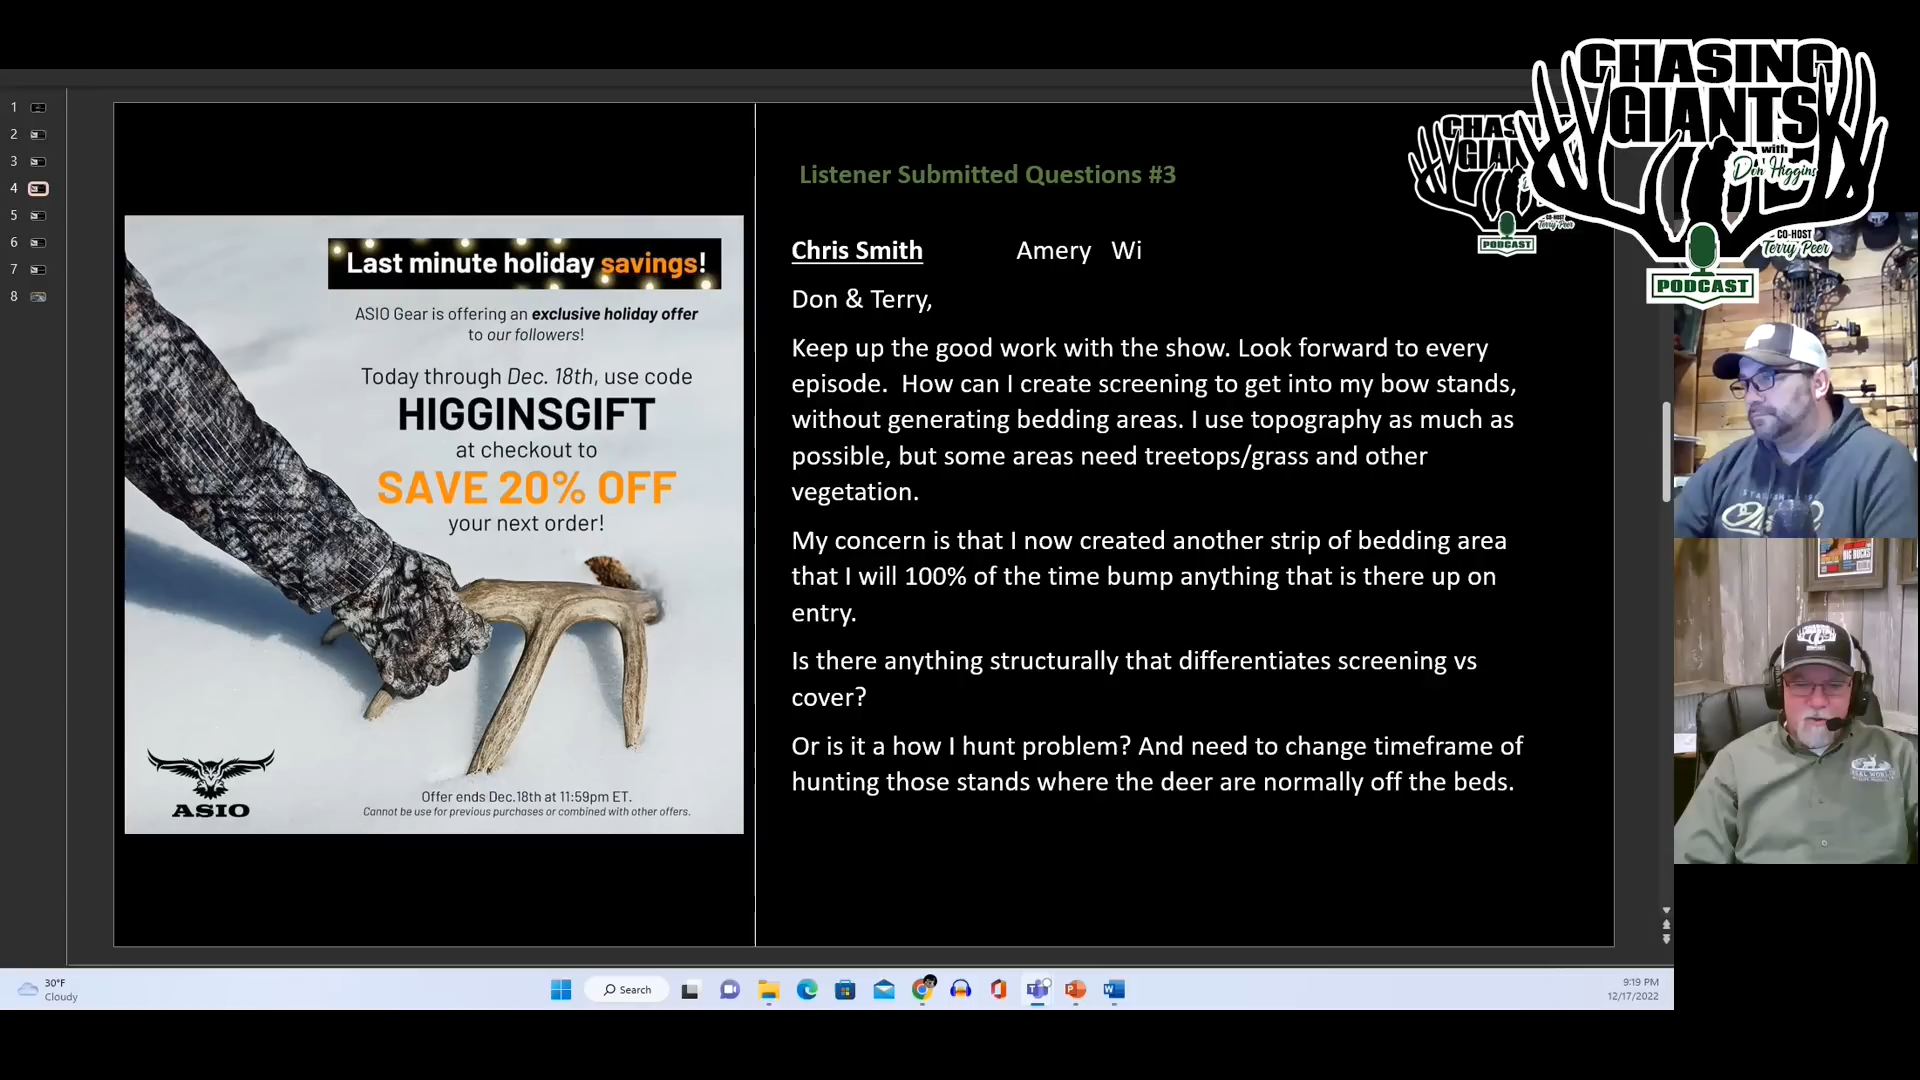 CHASING
GIANTS
with
Don Higgins
CO-HOST
Terry Peer
PODCAST
CHAS
GIAN
CO-HOST
Terry Peer
PODCAST
1
2
3
4
5
6
7
8
Last minute holiday savings!
ASIO Gear is offering an exclusive holiday offer
to our followers!
Today through Dec. 18th, use code
HIGGINSGIFT
at checkout to
SAVE 20% OFF
your next order!
ASIO
Offer ends Dec.18th at 11:59pm ET.
Cannot be use for previous purchases or combined with other offers.
Listener Submitted Questions #3
Chris Smith Amery Wi
Don & Terry,
Keep up the good work with the show. Look forward to every
episode. How can I create screening to get into my bow stands,
without generating bedding areas. I use topography as much as
possible, but some areas need treetops/grass and other
vegetation.
My concern is that I now created another strip of bedding area
that I will 100% of the time bump anything that is there up on
entry.
Is there anything structurally that differentiates screening vs
cover?
Or is it a how I hunt problem? And need to change timeframe of
hunting those stands where the deer are normally off the beds.
BIG BUCKS
30°F
Cloudy
Search
9:19 PM
12/17/2022